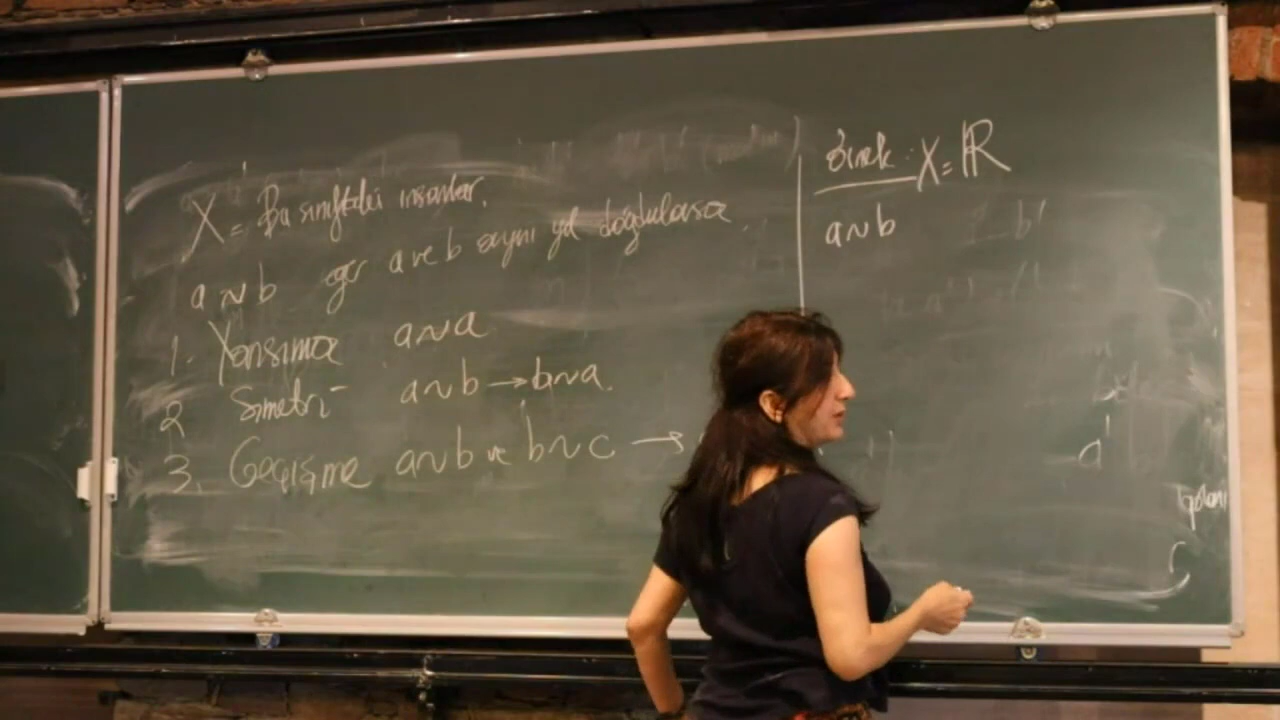 X = Bu sınıftaki insanlar.
a ~ b eğer a ve b aynı yıl doğdularsa.
1. Yansıma a~a
2 Simetri a~b → b~a.
3. Geçişme a~b ve b~c →
Örnek: X = ℝ
a~b
a'